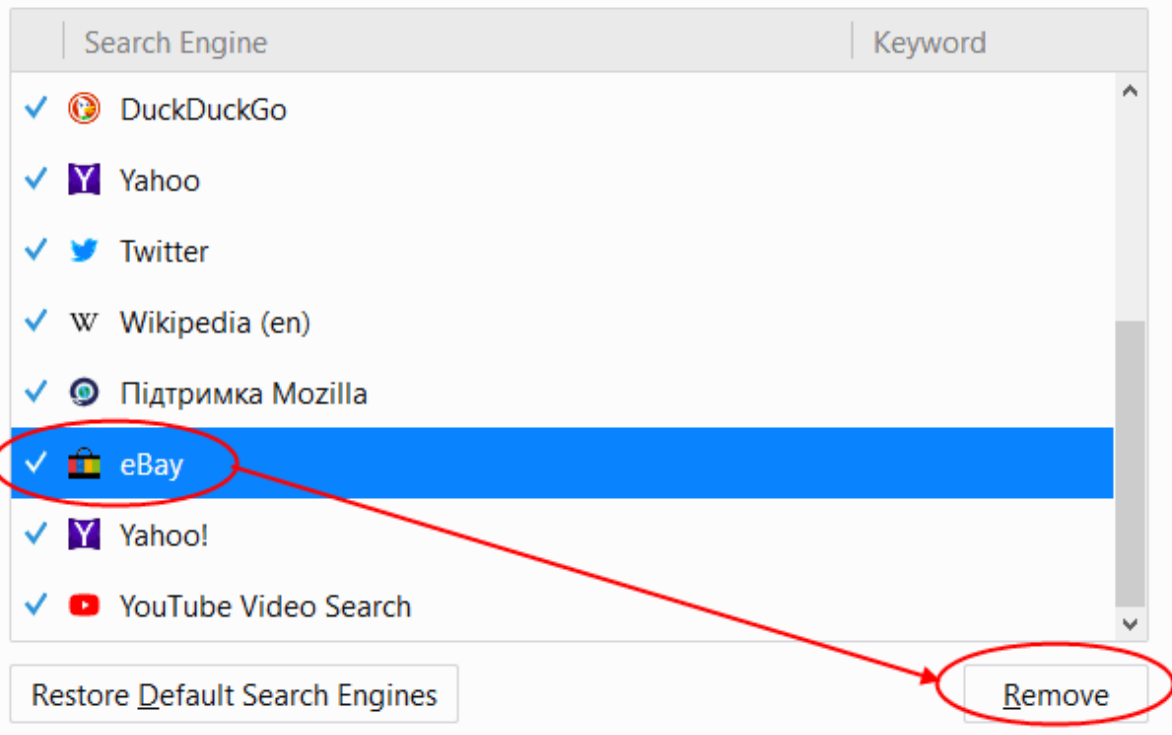 Search Engine Keyword
DuckDuckGo
Yahoo
Twitter
W Wikipedia (en)
Підтримка Mozilla
eBay
Yahoo!
YouTube Video Search
Restore Default Search Engines Remove